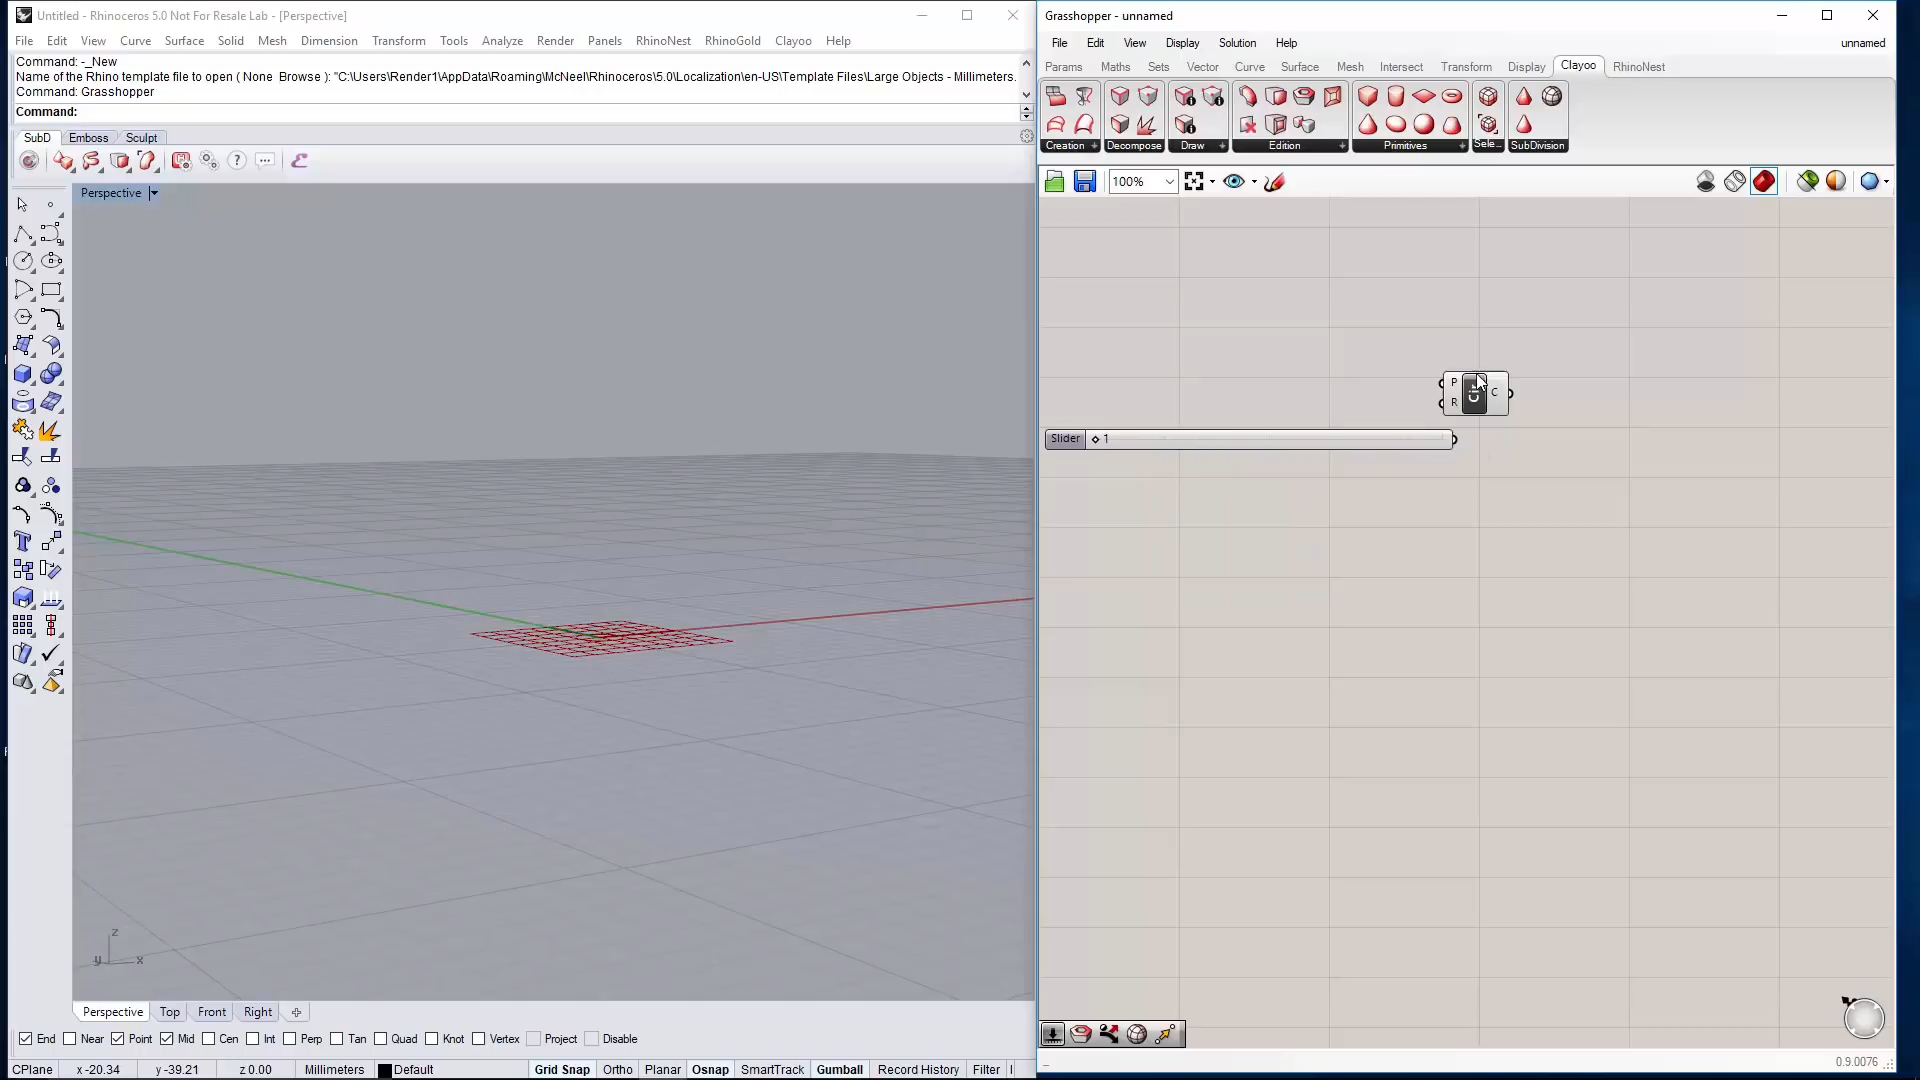 Untitled - Rhinoceros 5.0 Not For Resale Lab - [Perspective]
File Edit View Curve Surface Solid Mesh Dimension Transform Tools Analyze Render Panels RhinoNest RhinoGold Clayoo Help
Command: -_New
Name of the Rhino template file to open ( None Browse ): "C:\Users\Render1\AppData\Roaming\McNeel\Rhinoceros\5.0\Localization\en-US\Template Files\Large Objects - Millimeters.
Command: Grasshopper
Command:
SubD Emboss Sculpt
Perspective
z
y x
Perspective Top Front Right
End Near Point Mid Cen Int Perp Tan Quad Knot Vertex Project Disable
CPlane x -20.34 y -39.21 z 0.00 Millimeters Default Grid Snap Ortho Planar Osnap SmartTrack Gumball Record History Filter
Grasshopper - unnamed
File Edit View Display Solution Help unnamed
Params Maths Sets Vector Curve Surface Mesh Intersect Transform Display Clayoo RhinoNest
Creation Decompose Draw Edition Primitives Sele... SubDivision
100%
P
R
C
Slider 1
0.9.0076